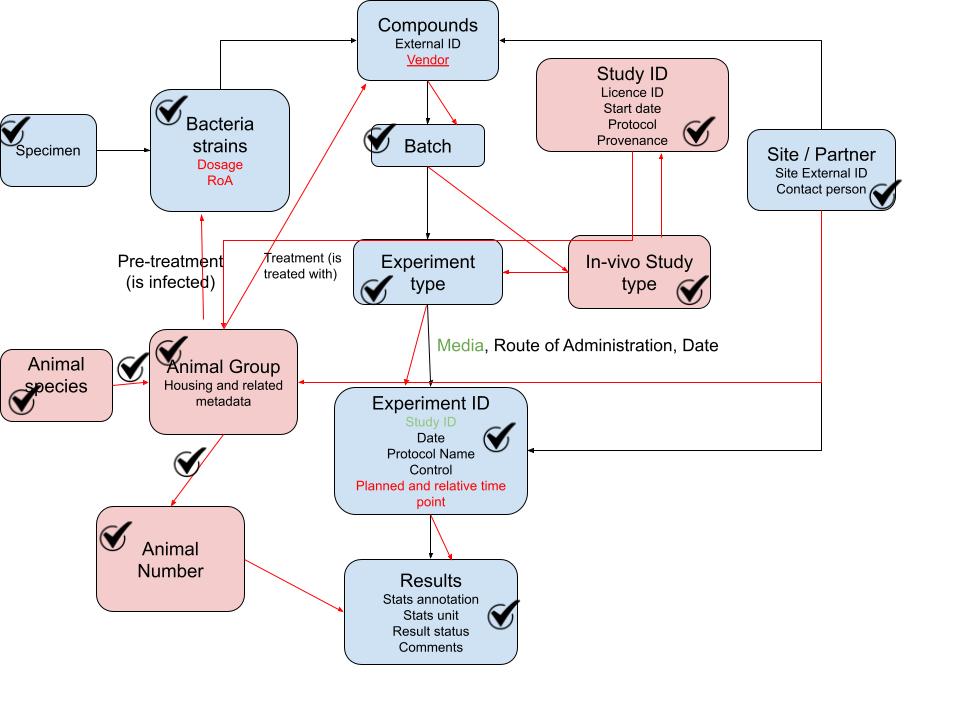 Compounds
External ID
Vendor
Study ID
Licence ID
Start date
Protocol
Provenance
Specimen
Bacteria
strains
Dosage
RoA
Batch
Site / Partner
Site External ID
Contact person
Pre-treatment
(is infected)
Treatment (is
treated with)
Experiment
type
In-vivo Study
type
Media, Route of Administration, Date
Animal
species
Animal Group
Housing and related
metadata
Experiment ID
Study ID
Date
Protocol Name
Control
Planned and relative time
point
Animal
Number
Results
Stats annotation
Stats unit
Result status
Comments